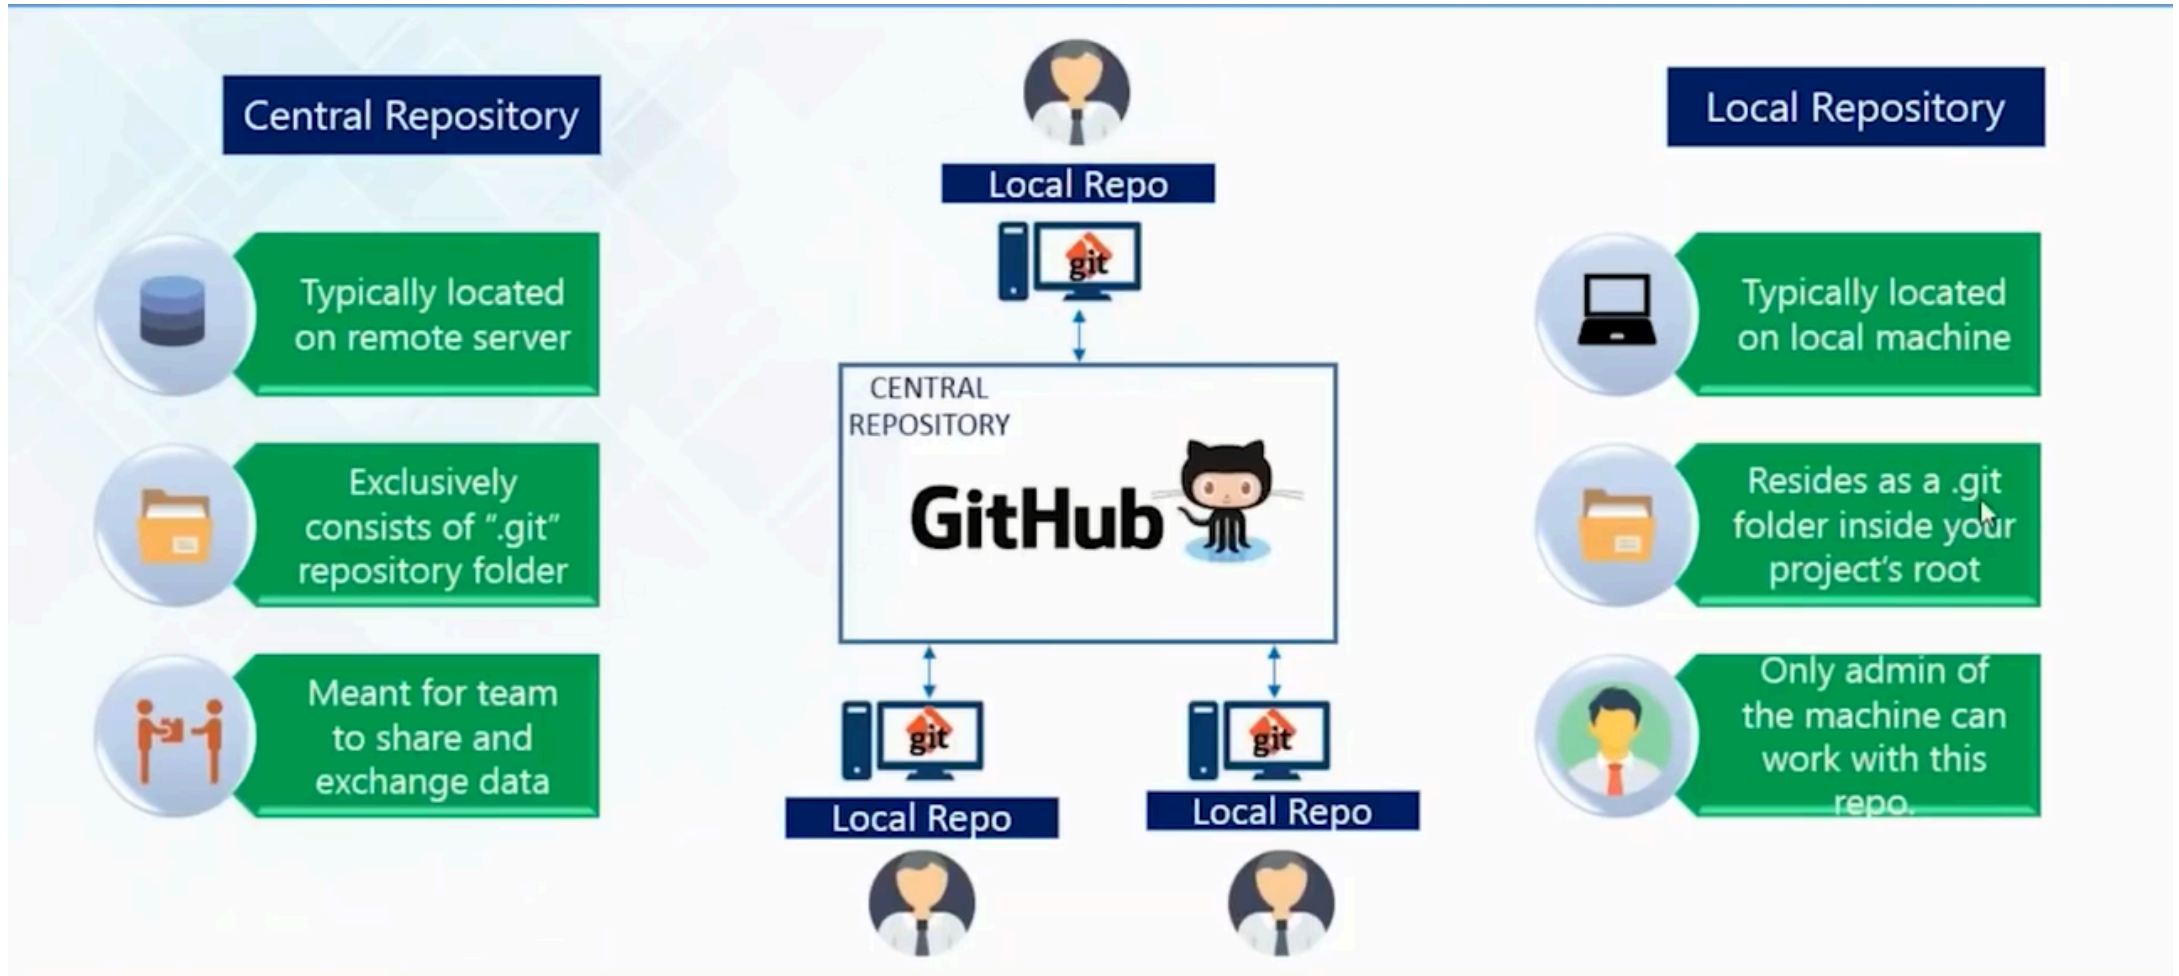 Central Repository
Typically located
on remote server
Exclusively
consists of “.git”
repository folder
Meant for team
to share and
exchange data
Local Repo
git
CENTRAL
REPOSITORY
GitHub
git
git
Local Repo
Local Repo
Local Repository
Typically located
on local machine
Resides as a .git
folder inside your
project’s root
Only admin of
the machine can
work with this
repo.